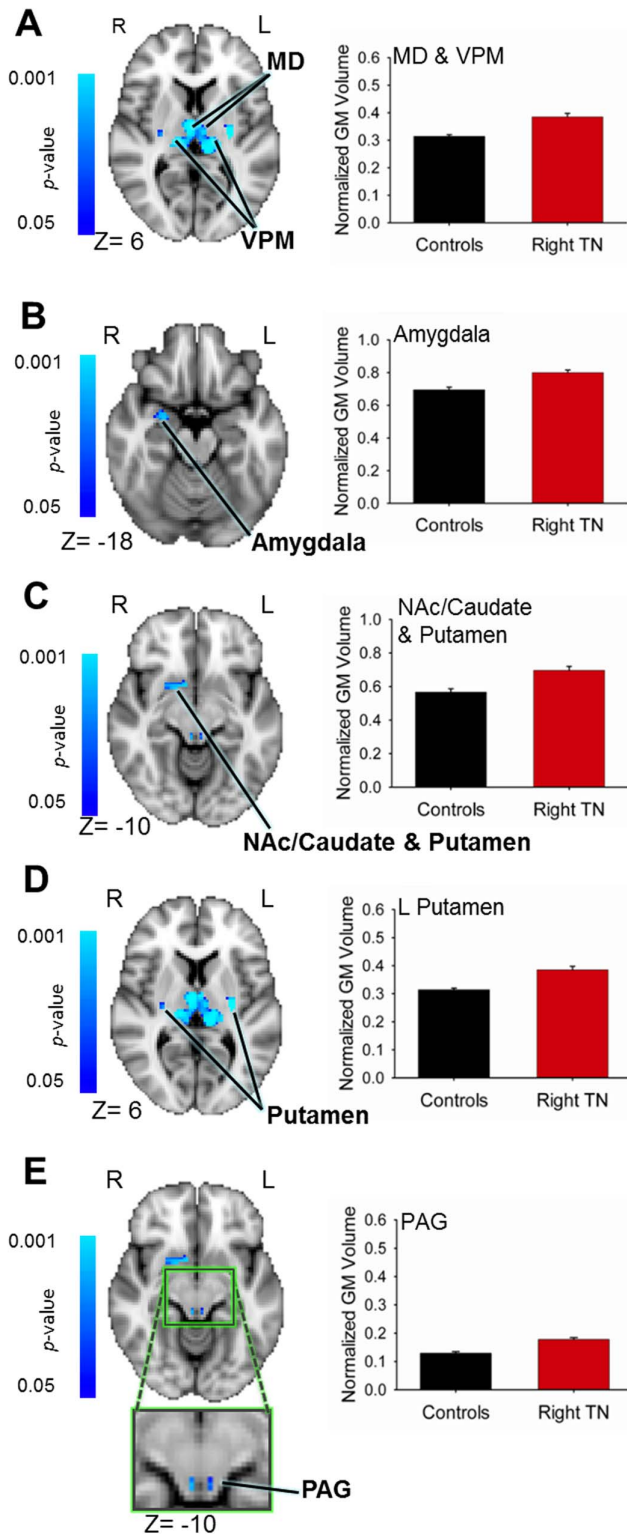 A
R
L
MD
0.001
p-value
0.05
Z= 6
VPM
MD & VPM
Normalized GM Volume
0.6
0.5
0.4
0.3
0.2
0.1
0.0
Controls
Right TN
B
R
L
0.001
p-value
0.05
Z= -18
Amygdala
Amygdala
Normalized GM Volume
1.0
0.8
0.6
0.4
0.2
0.0
Controls
Right TN
C
R
L
0.001
p-value
0.05
Z= -10
NAc/Caudate & Putamen
NAc/Caudate
& Putamen
Normalized GM Volume
1.0
0.8
0.6
0.4
0.2
0.0
Controls
Right TN
D
R
L
0.001
p-value
0.05
Z= 6
Putamen
L Putamen
Normalized GM Volume
0.6
0.5
0.4
0.3
0.2
0.1
0.0
Controls
Right TN
E
R
L
0.001
p-value
0.05
PAG
Z= -10
PAG
Normalized GM Volume
0.6
0.5
0.4
0.3
0.2
0.1
0.0
Controls
Right TN